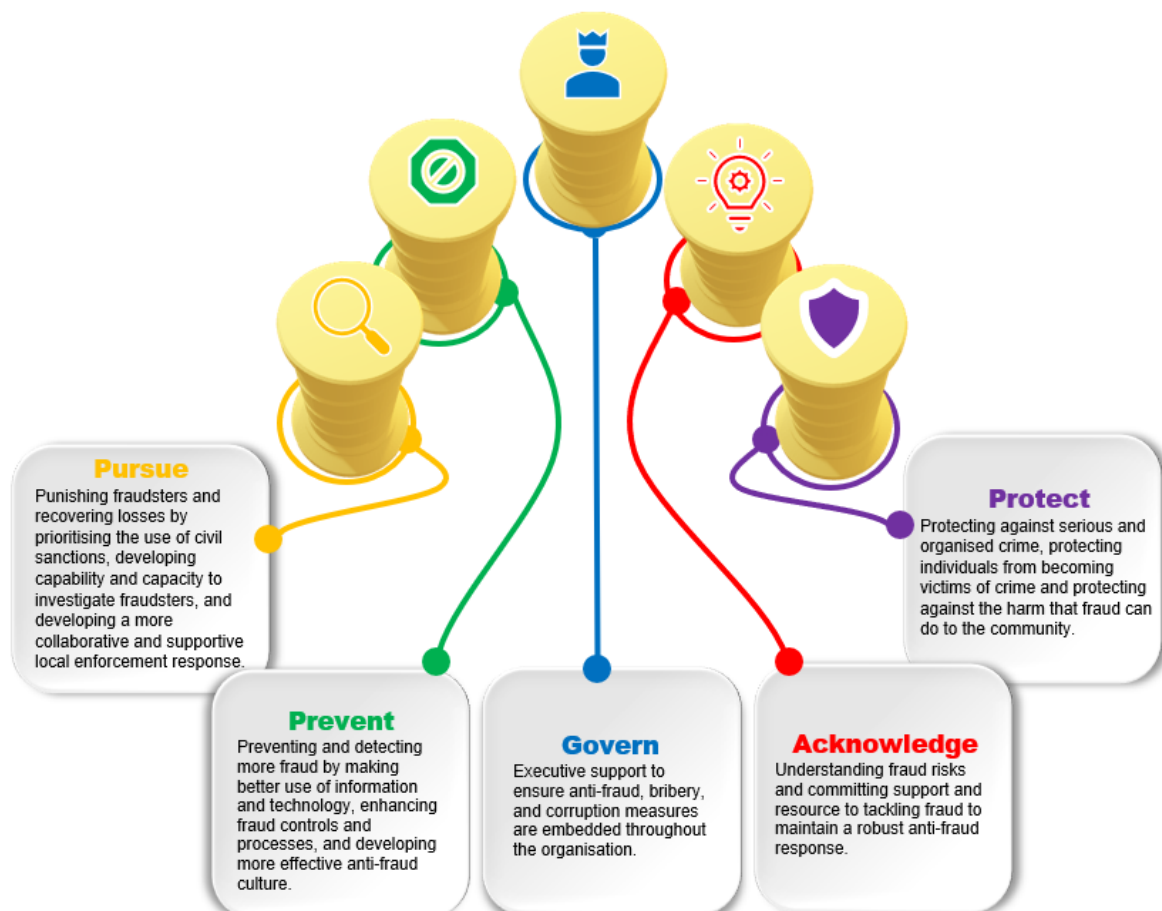 Pursue
Punishing fraudsters and
recovering losses by
prioritising the use of civil
sanctions, developing
capability and capacity to
investigate fraudsters, and
developing a more
collaborative and supportive
local enforcement response.
Prevent
Preventing and detecting
more fraud by making
better use of information
and technology, enhancing
fraud controls and
processes, and developing
more effective anti-fraud
culture.
Govern
Executive support to
ensure anti-fraud, bribery,
and corruption measures
are embedded throughout
the organisation.
Acknowledge
Understanding fraud risks
and committing support and
resource to tackling fraud to
maintain a robust anti-fraud
response.
Protect
Protecting against serious and
organised crime, protecting
individuals from becoming
victims of crime and protecting
against the harm that fraud can
do to the community.